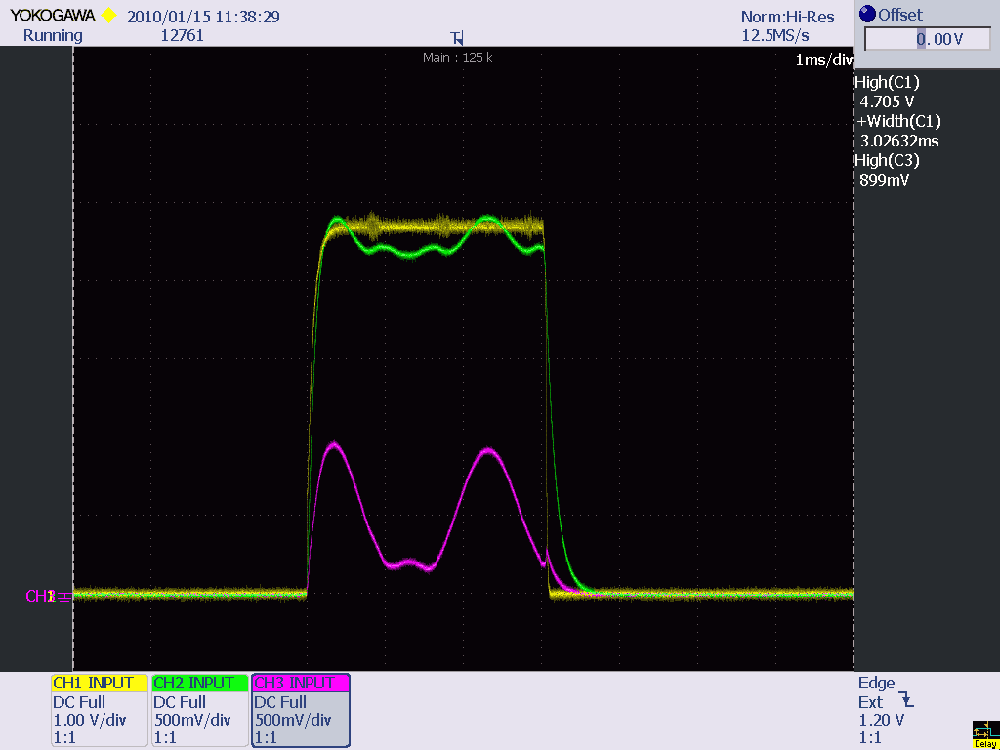 YOKOGAWA 2010/01/15 11:38:29 Norm:Hi-Res Offset
Running 12761 12.5MS/s 0.00V
Main : 125 k 1ms/div
High(C1)
4.705 V
+Width(C1)
3.02632ms
High(C3)
899mV
CH1 INPUT CH2 INPUT CH3 INPUT Edge
DC Full DC Full DC Full Ext
1.00 V/div 500mV/div 500mV/div 1.20 V
1:1 1:1 1:1 1:1
Delay